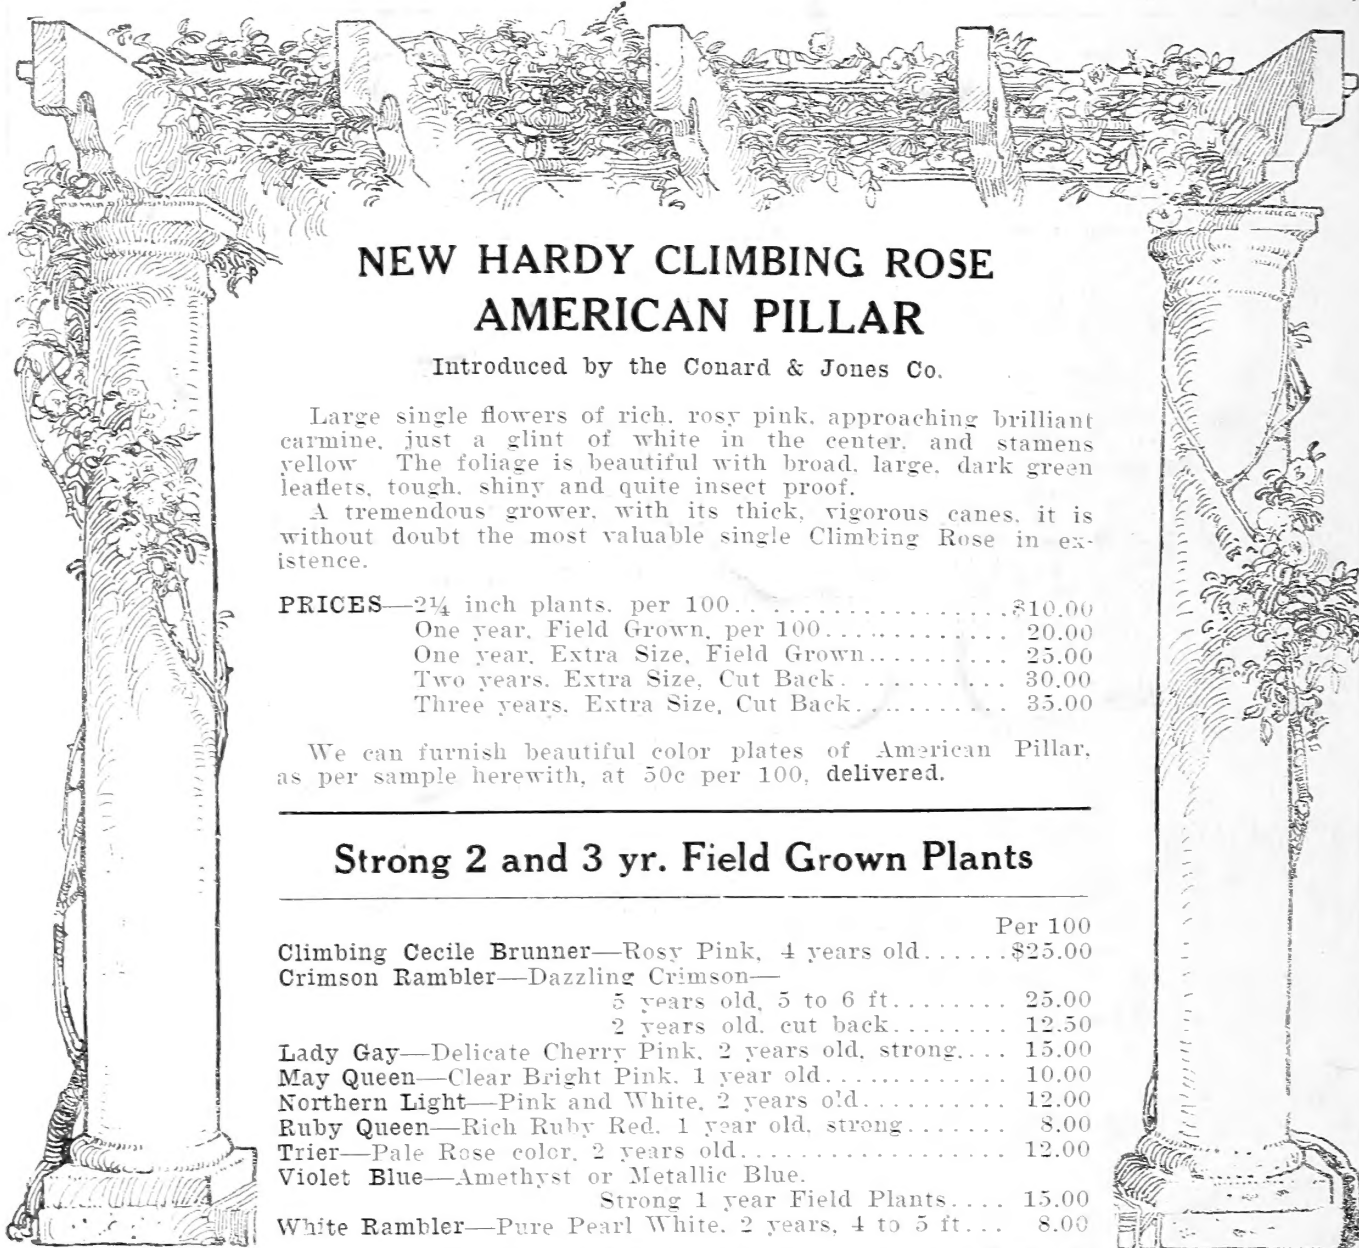 NEW HARDY CLIMBING ROSE
AMERICAN PILLAR
Introduced by the Conard & Jones Co.
Large single flowers of rich, rosy pink, approaching brilliant
carmine, just a glint of white in the center, and stamens
yellow The foliage is beautiful with broad, large, dark green
leaflets, tough, shiny and quite insect proof.
A tremendous grower, with its thick, vigorous canes, it is
without doubt the most valuable single Climbing Rose in ex-
istence.
PRICES—2¼ inch plants, per 100....................$10.00
One year, Field Grown, per 100.............. 20.00
One year, Extra Size, Field Grown........... 25.00
Two years, Extra Size, Cut Back............. 30.00
Three years, Extra Size, Cut Back........... 35.00
We can furnish beautiful color plates of American Pillar,
as per sample herewith, at 50c per 100, delivered.
Strong 2 and 3 yr. Field Grown Plants
Per 100
Climbing Cecile Brunner—Rosy Pink, 4 years old......$25.00
Crimson Rambler—Dazzling Crimson—
5 years old, 5 to 6 ft........ 25.00
2 years old, cut back........ 12.50
Lady Gay—Delicate Cherry Pink, 2 years old, strong.... 15.00
May Queen—Clear Bright Pink, 1 year old............. 10.00
Northern Light—Pink and White, 2 years old.......... 12.00
Ruby Queen—Rich Ruby Red, 1 year old, strong....... 8.00
Trier—Pale Rose color, 2 years old.................. 12.00
Violet Blue—Amethyst or Metallic Blue.
Strong 1 year Field Plants.... 15.00
White Rambler—Pure Pearl White, 2 years, 4 to 5 ft... 8.00